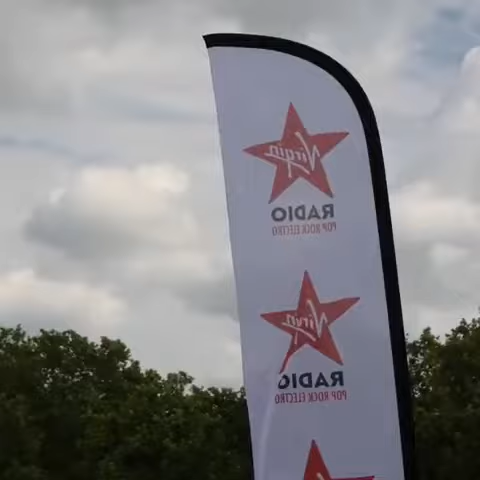 Virgin
RADIO
POP ROCK ELECTRO
Virgin
RADIO
POP ROCK ELECTRO